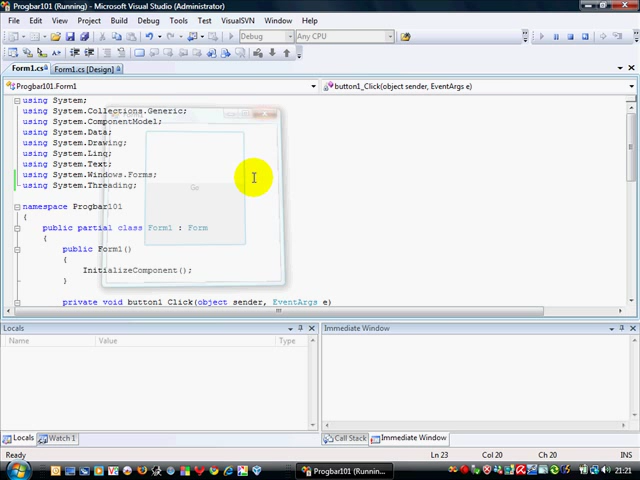 Progbar101 (Running) - Microsoft Visual Studio (Administrator)
File Edit View Project Build Debug Data Tools Test VisualSVN Window Help
Debug Any CPU
Form1.cs Form1.cs [Design]
Progbar101.Form1 button1_Click(object sender, EventArgs e)
using System;
using System.Collections.Generic;
using System.ComponentModel;
using System.Data;
using System.Drawing;
using System.Linq;
using System.Text;
using System.Windows.Forms;
using System.Threading;
Go
namespace Progbar101
{
public partial class Form1 : Form
{
public Form1()
{
InitializeComponent();
}
private void button1_Click(object sender, EventArgs e)
Locals Immediate Window
Name Value Type
Locals Watch 1 Call Stack Immediate Window
Ready Ln 23 Col 20 Ch 20 INS
Progbar101 (Runnin... 21:21